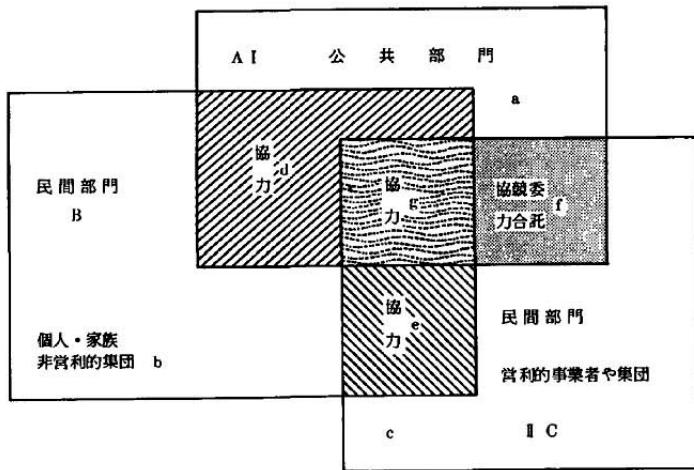 AⅠ 公共部門
a
協力 d
民間部門
B
協力 g
協力 競合 委託 f
協力 e
民間部門
個人・家族
非営利的集団 b
営利的事業者や集団
c
Ⅱ C